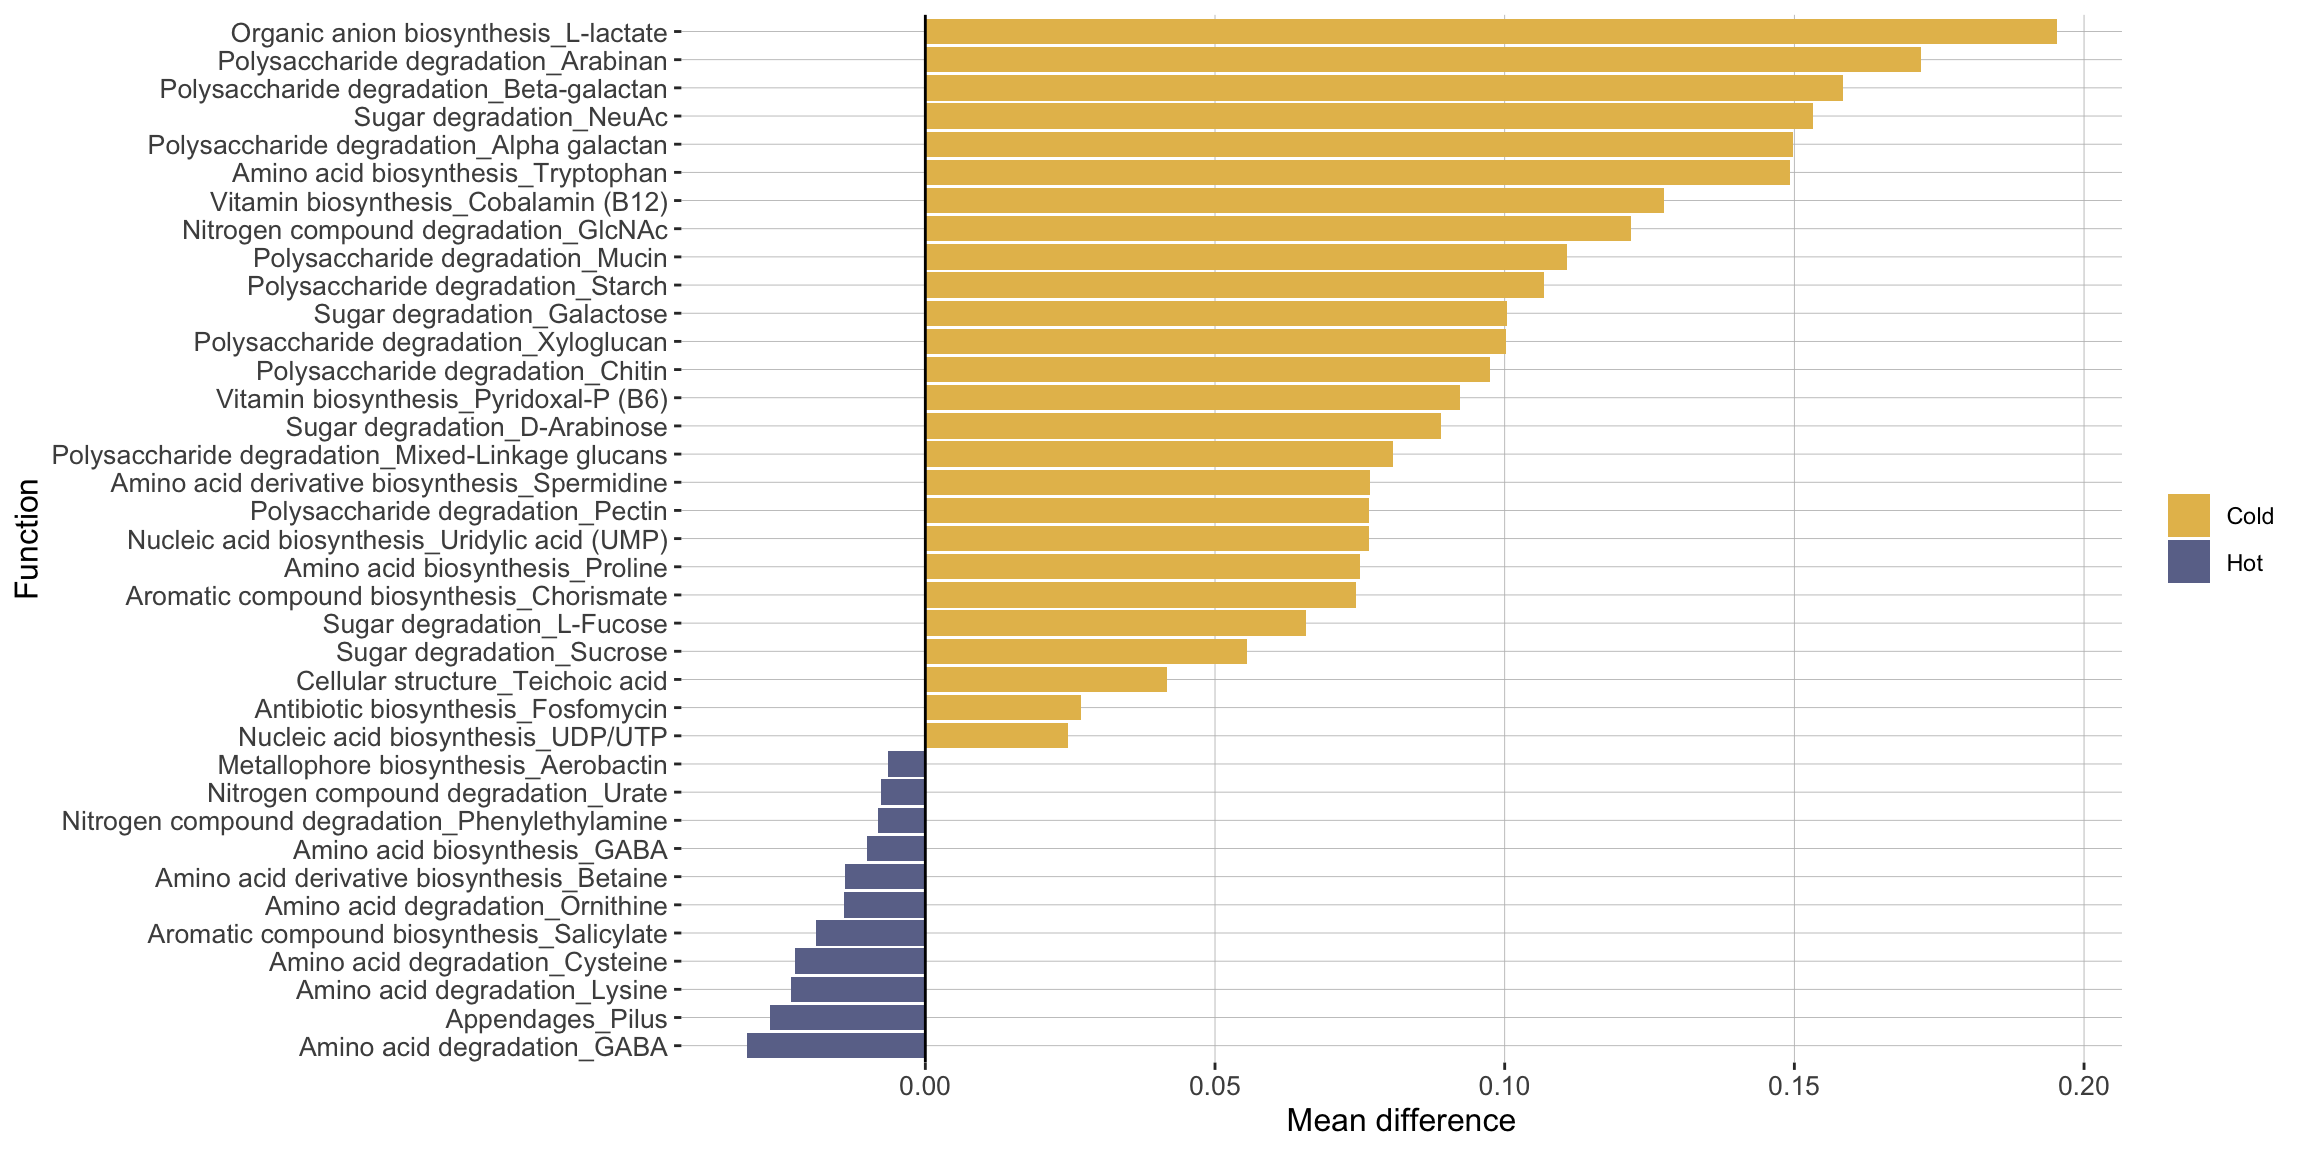 Organic anion biosynthesis_L-lactate
Polysaccharide degradation_Arabinan
Polysaccharide degradation_Beta-galactan
Sugar degradation_NeuAc
Polysaccharide degradation_Alpha galactan
Amino acid biosynthesis_Tryptophan
Vitamin biosynthesis_Cobalamin (B12)
Nitrogen compound degradation_GlcNAc
Polysaccharide degradation_Mucin
Polysaccharide degradation_Starch
Sugar degradation_Galactose
Polysaccharide degradation_Xyloglucan
Polysaccharide degradation_Chitin
Vitamin biosynthesis_Pyridoxal-P (B6)
Sugar degradation_D-Arabinose
Polysaccharide degradation_Mixed-Linkage glucans
Amino acid derivative biosynthesis_Spermidine
Polysaccharide degradation_Pectin
Nucleic acid biosynthesis_Uridylic acid (UMP)
Amino acid biosynthesis_Proline
Aromatic compound biosynthesis_Chorismate
Sugar degradation_L-Fucose
Sugar degradation_Sucrose
Cellular structure_Teichoic acid
Antibiotic biosynthesis_Fosfomycin
Nucleic acid biosynthesis_UDP/UTP
Metallophore biosynthesis_Aerobactin
Nitrogen compound degradation_Urate
Nitrogen compound degradation_Phenylethylamine
Amino acid biosynthesis_GABA
Amino acid derivative biosynthesis_Betaine
Amino acid degradation_Ornithine
Aromatic compound biosynthesis_Salicylate
Amino acid degradation_Cysteine
Amino acid degradation_Lysine
Appendages_Pilus
Amino acid degradation_GABA
Function
0.00 0.05 0.10 0.15 0.20
Mean difference
Cold
Hot